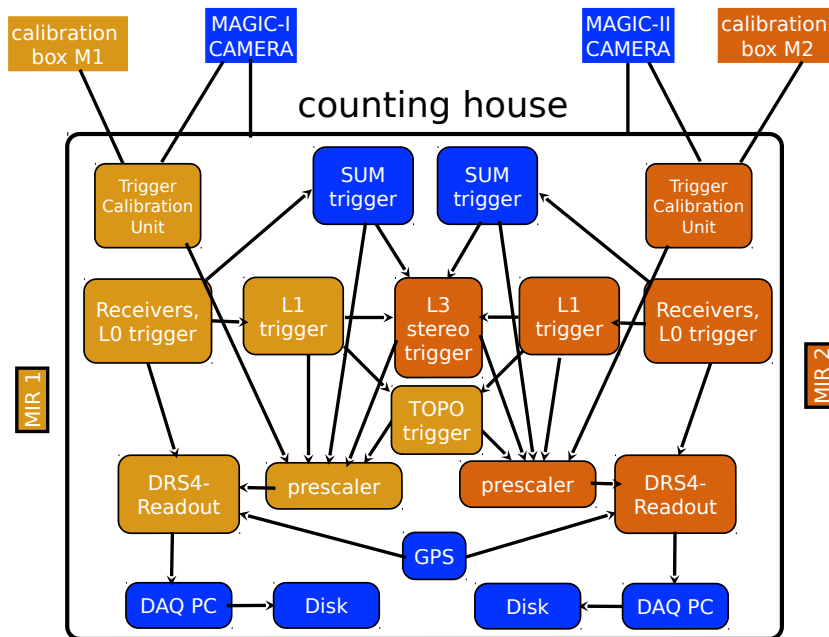 calibration
box M1
MAGIC-I
CAMERA
MAGIC-II
CAMERA
calibration
box M2
counting house
Trigger
Calibration
Unit
SUM
trigger
SUM
trigger
Trigger
Calibration
Unit
Receivers,
L0 trigger
L1
trigger
L3
stereo
trigger
L1
trigger
Receivers,
L0 trigger
MIR 1
MIR 2
TOPO
trigger
DRS4-
Readout
prescaler
prescaler
DRS4-
Readout
GPS
DAQ PC
Disk
Disk
DAQ PC